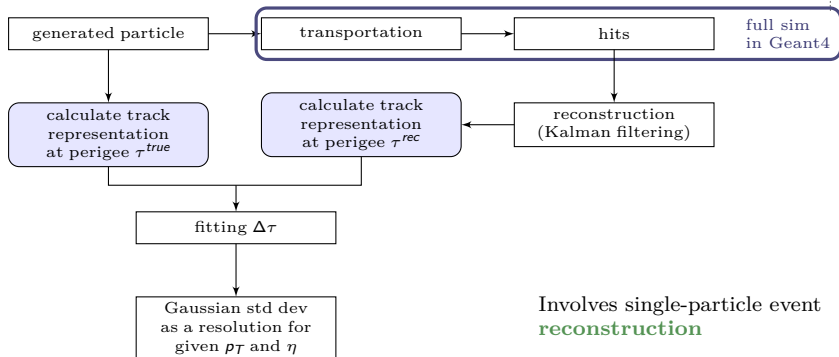 generated particle
transportation
hits
full sim
in Geant4
calculate track
representation
at perigee τ^true
calculate track
representation
at perigee τ^rec
reconstruction
(Kalman filtering)
fitting Δτ
Gaussian std dev
as a resolution for
given p_T and η
Involves single-particle event
reconstruction